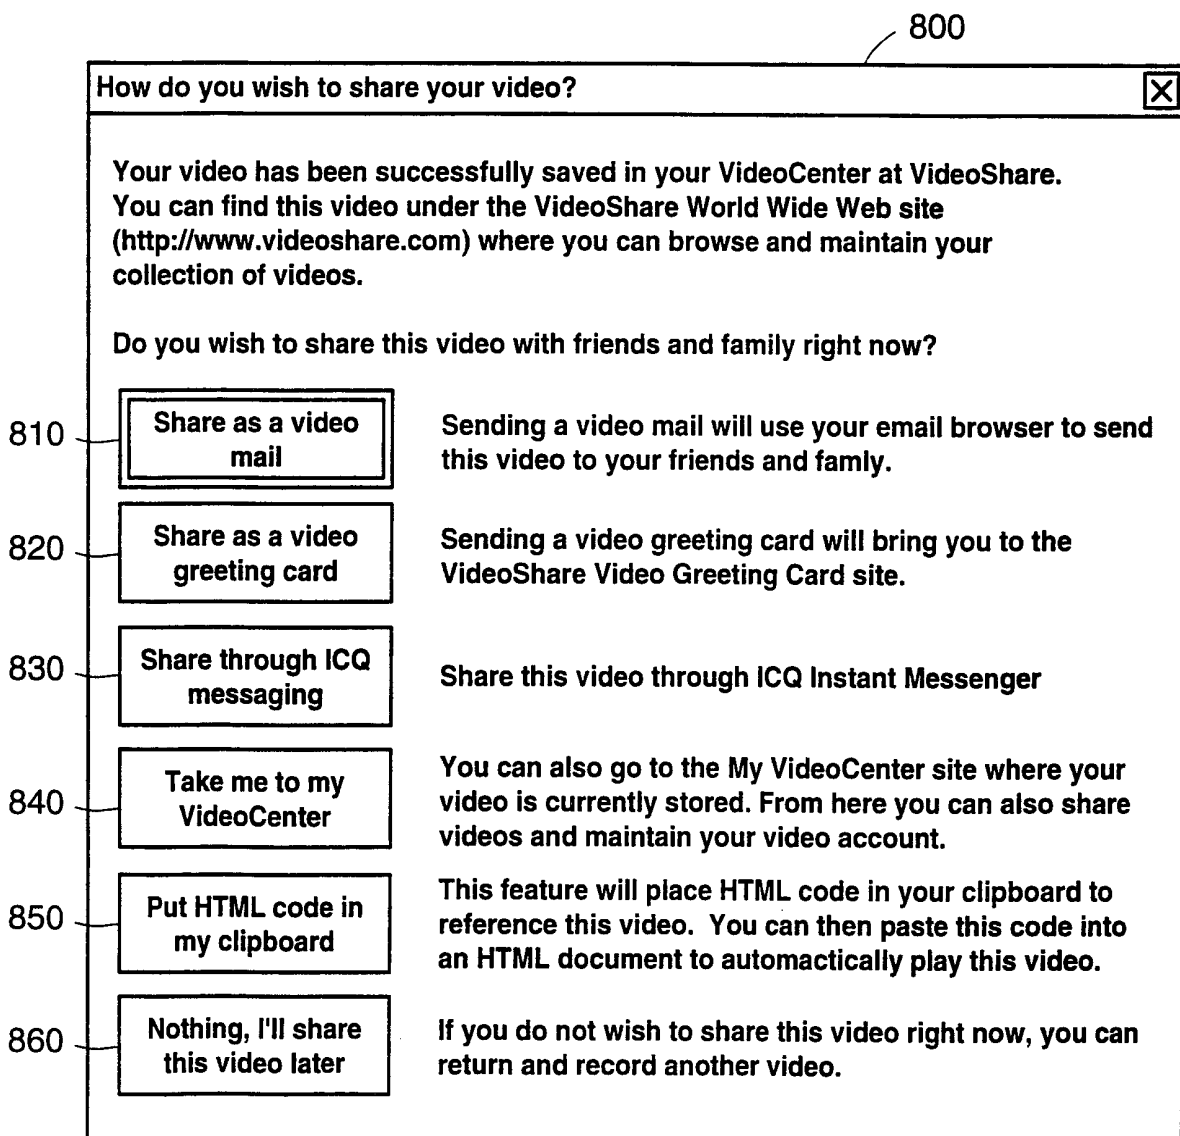 800
How do you wish to share your video?
Your video has been successfully saved in your VideoCenter at VideoShare.
You can find this video under the VideoShare World Wide Web site
(http://www.videoshare.com) where you can browse and maintain your
collection of videos.
Do you wish to share this video with friends and family right now?
810
Share as a video
mail
Sending a video mail will use your email browser to send
this video to your friends and famly.
820
Share as a video
greeting card
Sending a video greeting card will bring you to the
VideoShare Video Greeting Card site.
830
Share through ICQ
messaging
Share this video through ICQ Instant Messenger
840
Take me to my
VideoCenter
You can also go to the My VideoCenter site where your
video is currently stored. From here you can also share
videos and maintain your video account.
850
Put HTML code in
my clipboard
This feature will place HTML code in your clipboard to
reference this video. You can then paste this code into
an HTML document to automactically play this video.
860
Nothing, I'll share
this video later
If you do not wish to share this video right now, you can
return and record another video.